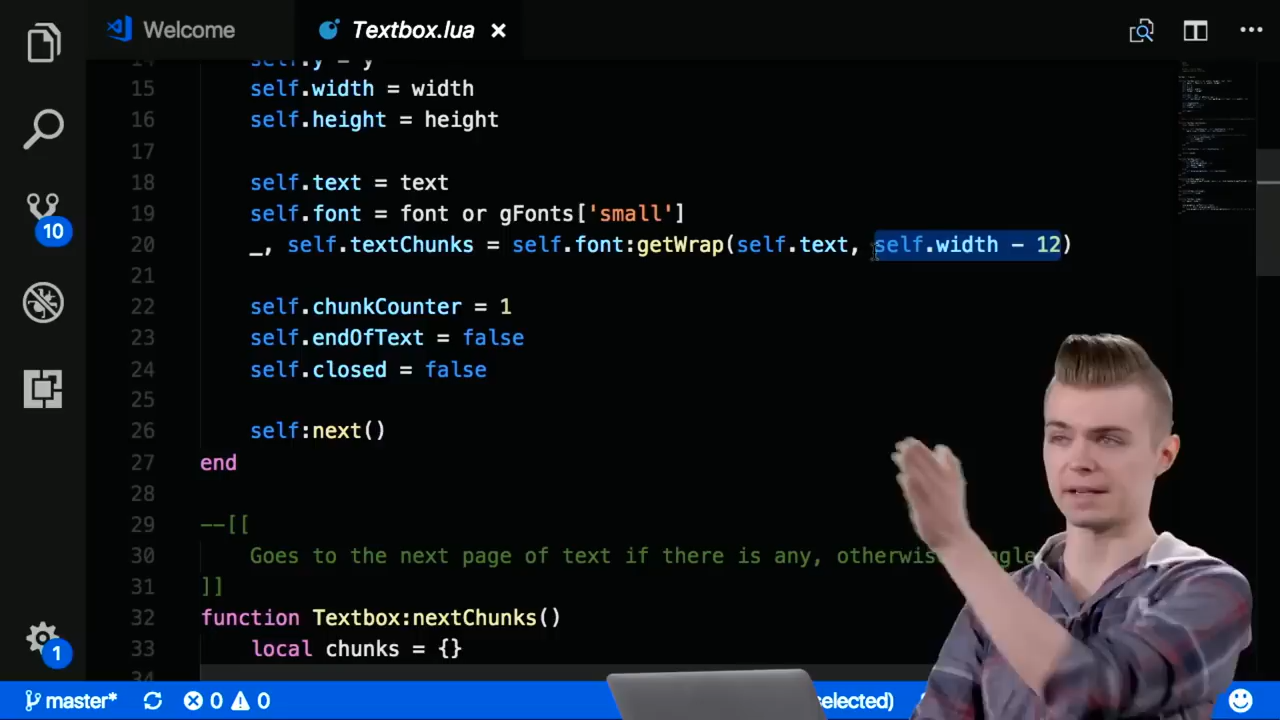 Welcome
Textbox.lua
14 self.y = y
15 self.width = width
16 self.height = height
17
18 self.text = text
19 self.font = font or gFonts['small']
20 _, self.textChunks = self.font:getWrap(self.text, self.width - 12)
21
22 self.chunkCounter = 1
23 self.endOfText = false
24 self.closed = false
25
26 self:next()
27 end
28
29 --[[
30 Goes to the next page of text if there is any, otherwise
31 ]]
32 function Textbox:nextChunks()
33 local chunks = {}
10
1
master* 0 0 selected)